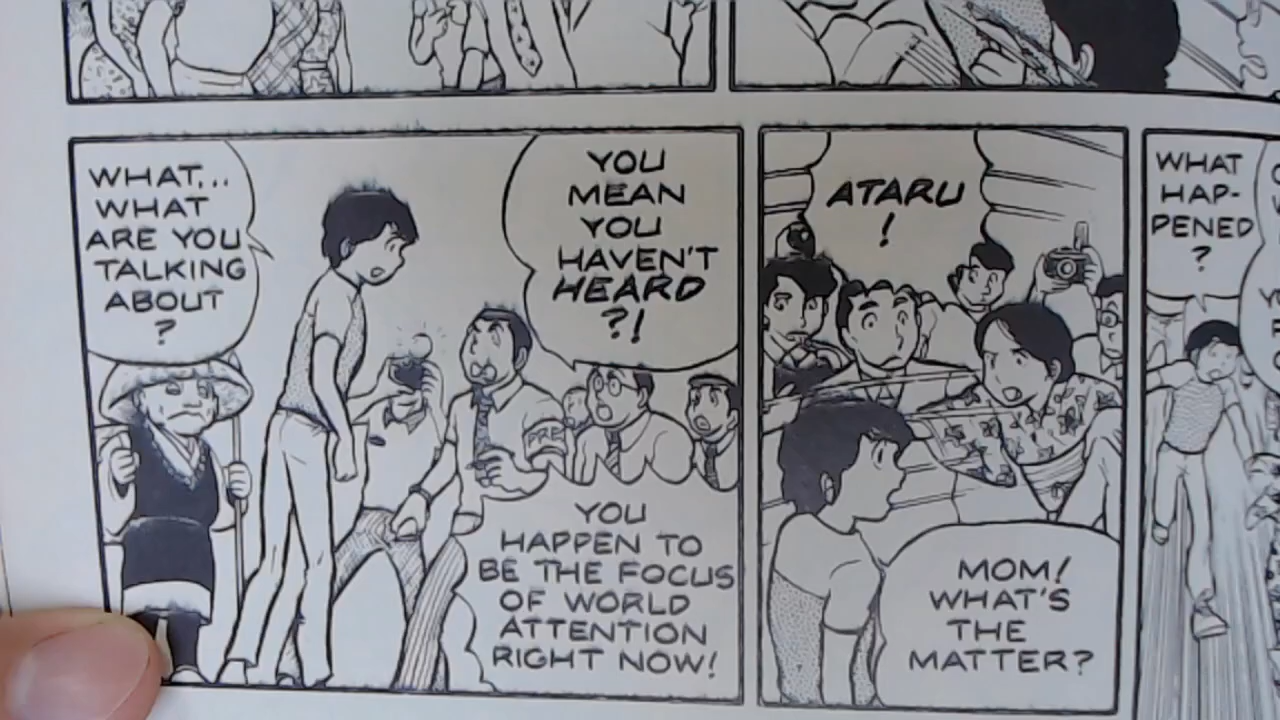 WHAT...
WHAT
ARE YOU
TALKING
ABOUT
?
YOU
MEAN
YOU
HAVEN'T
HEARD
?!
PRE
YOU
HAPPEN TO
BE THE FOCUS
OF WORLD
ATTENTION
RIGHT NOW!
ATARU
!
MOM!
WHAT'S
THE
MATTER?
WHAT
HAP-
PENED
?